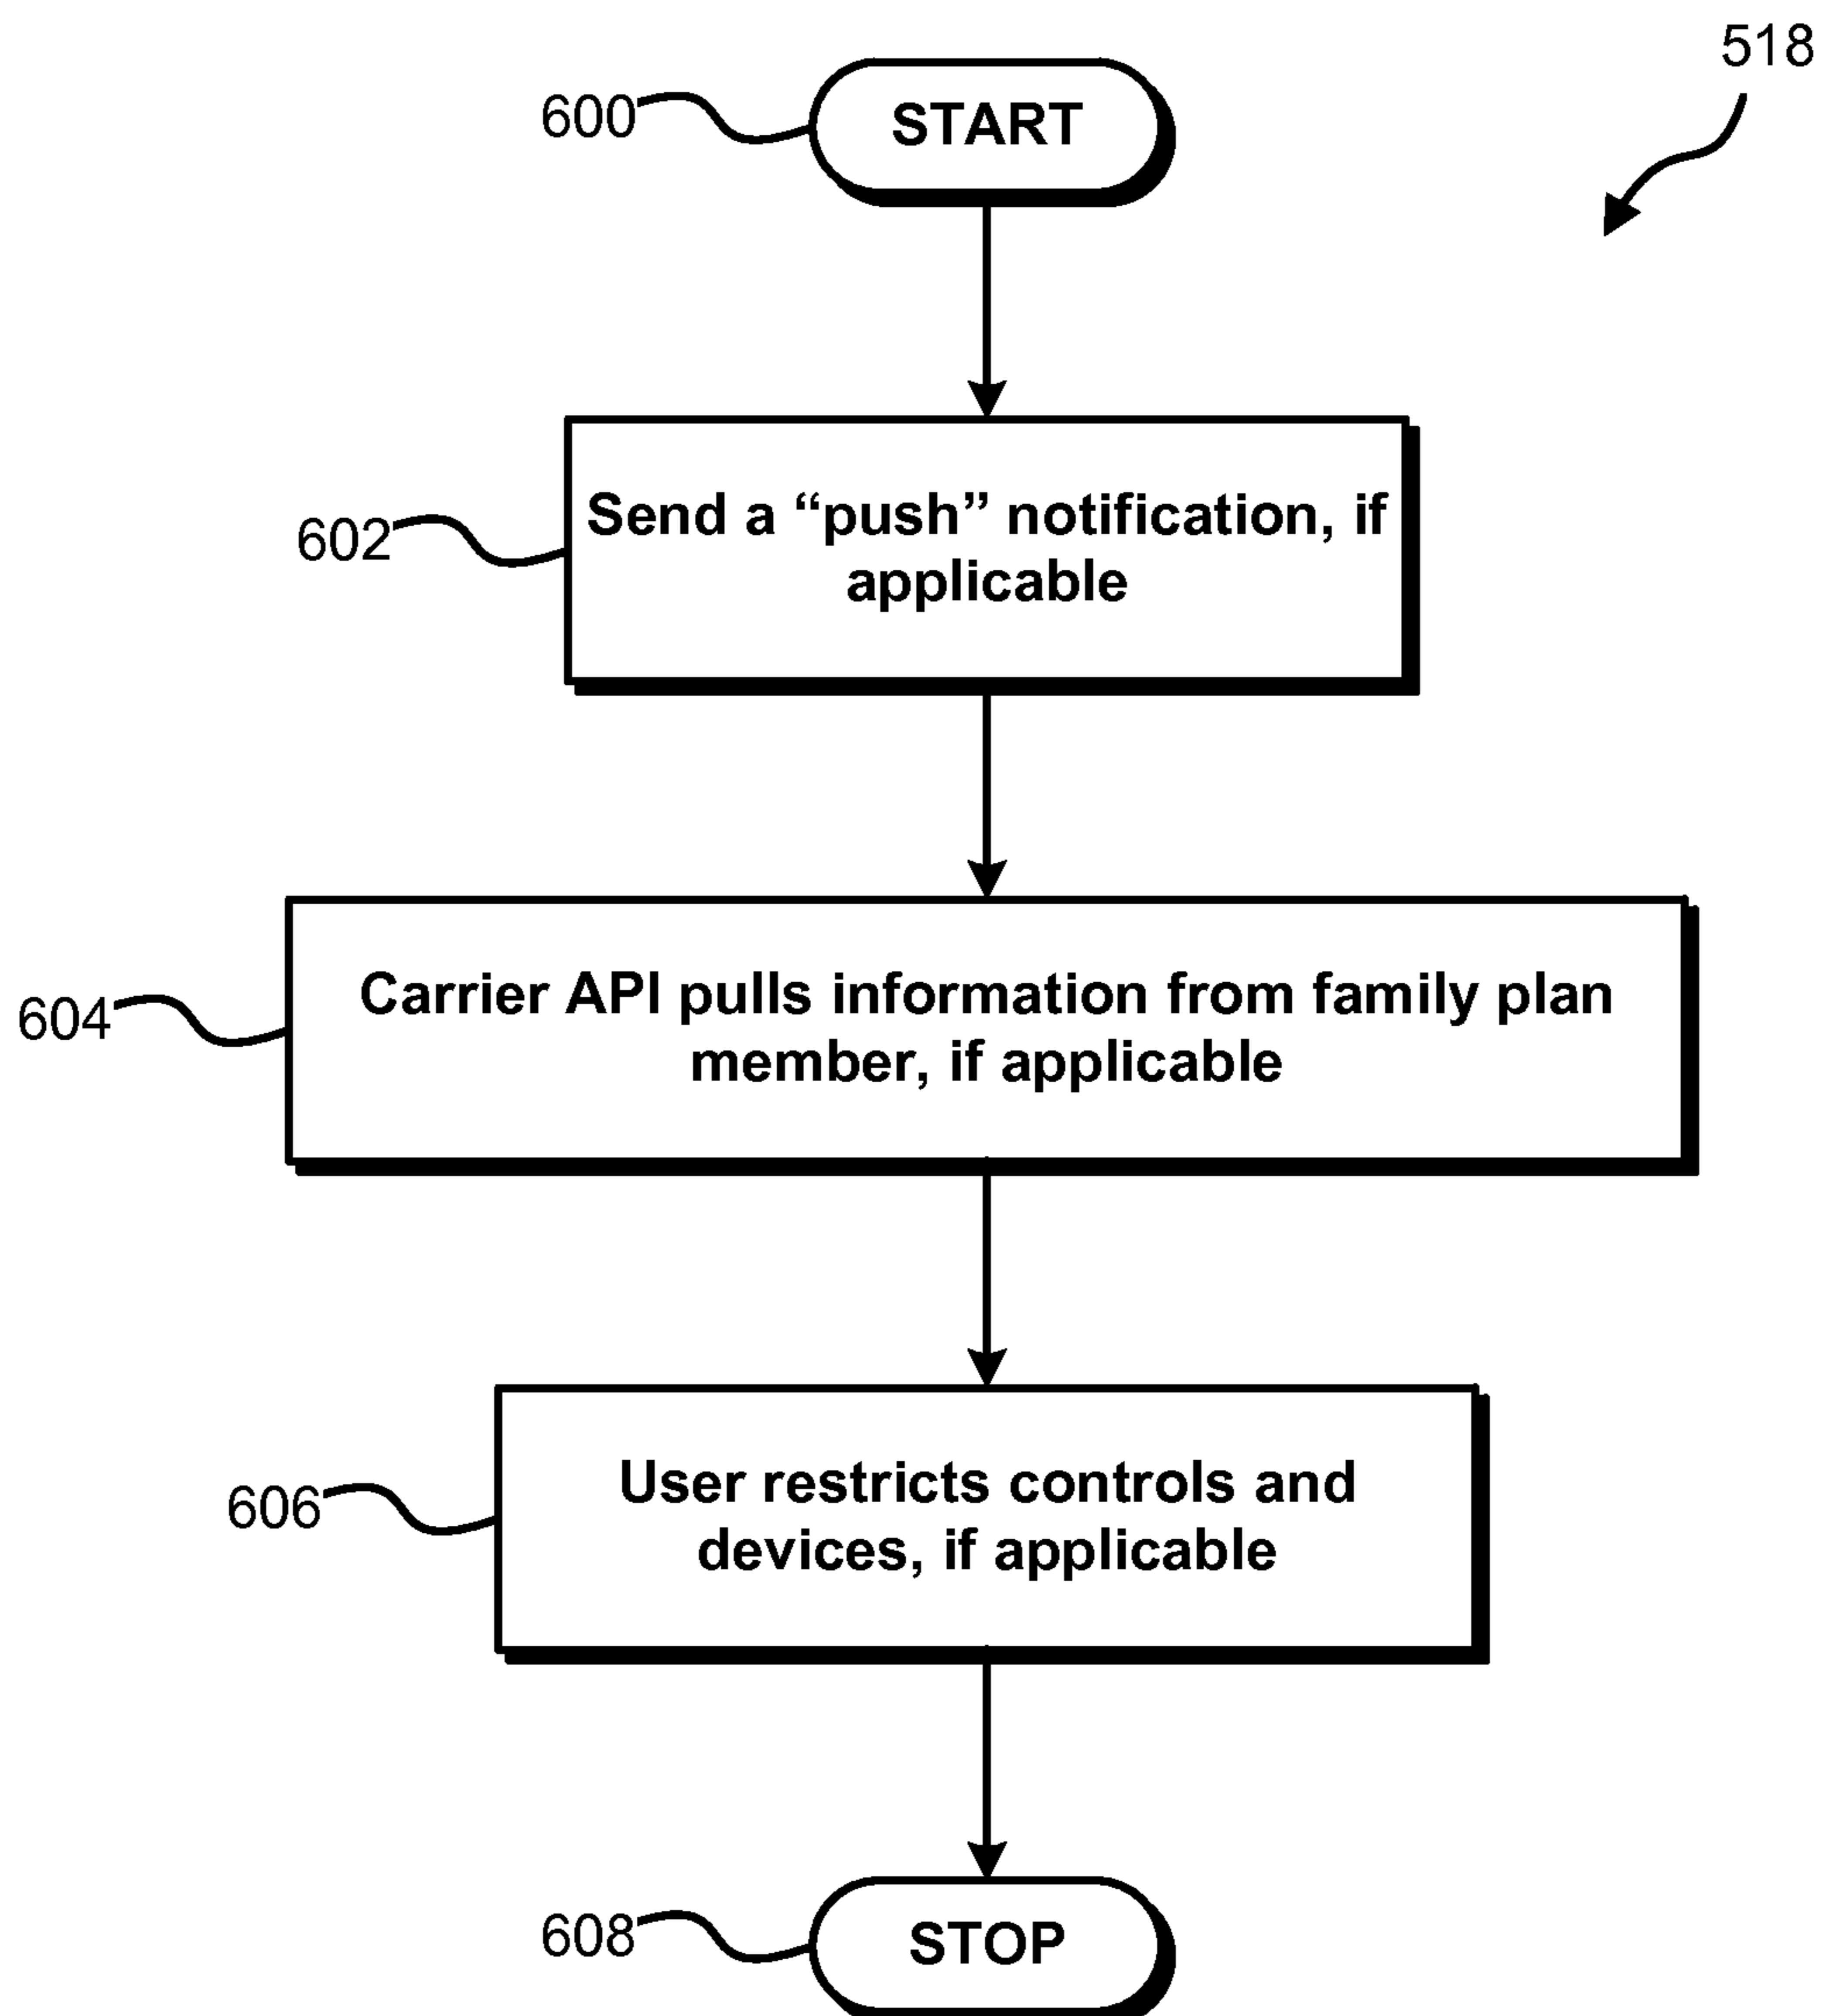 518
600
START
602
Send a “push” notification, if
applicable
604
Carrier API pulls information from family plan
member, if applicable
606
User restricts controls and
devices, if applicable
608
STOP